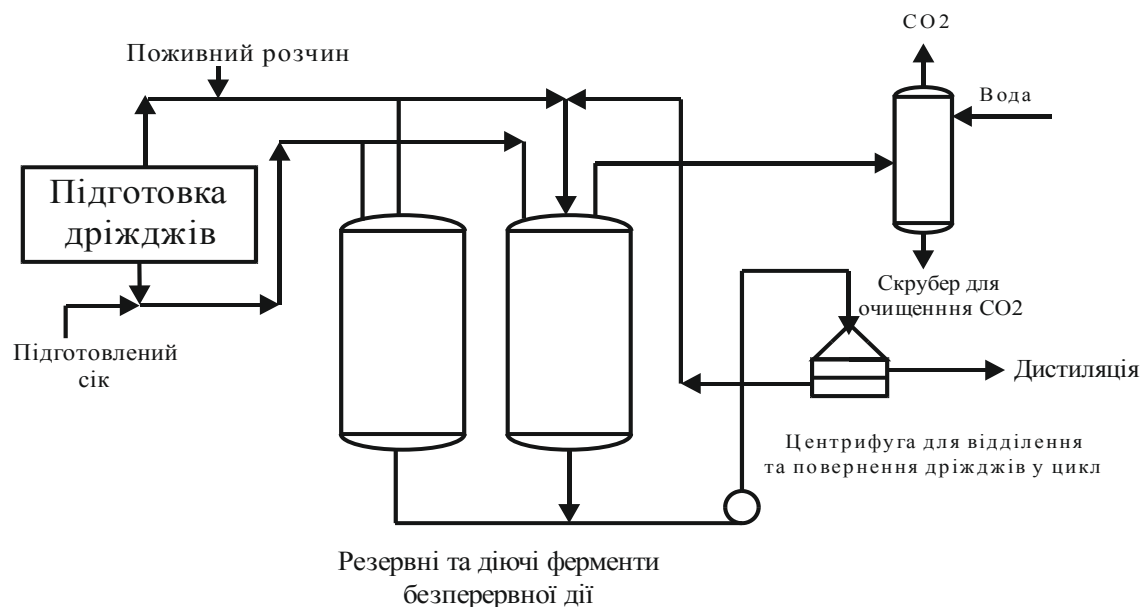 CO2
Поживний розчин
Вода
Підготовка
дріжджів
Скрубер для
очищенння CO2
Підготовлений
сік
Дистиляція
Центрифуга для відділення
та повернення дріжджів у цикл
Резервні та діючі ферменти
безперервної дії